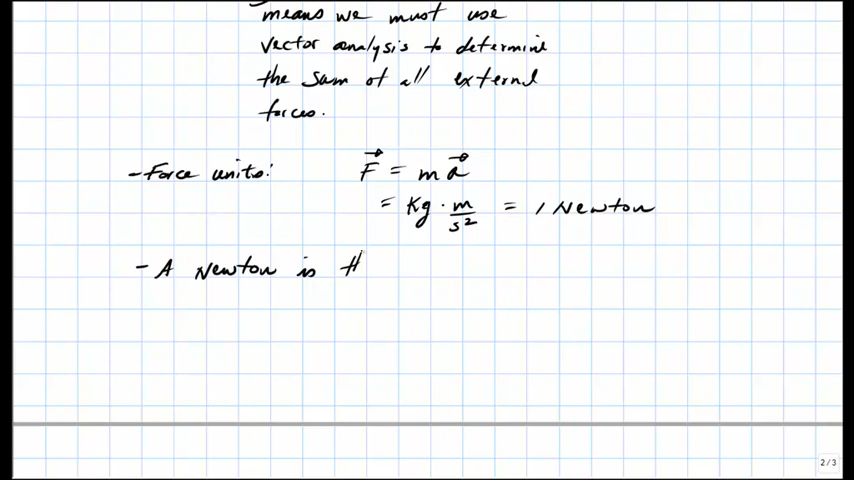 means we must use
vector analysis to determine
the sum of all external
forces.
- Force units: F⃗ = m a⃗
= Kg · m/s² = 1 Newton
- A Newton is
2/3